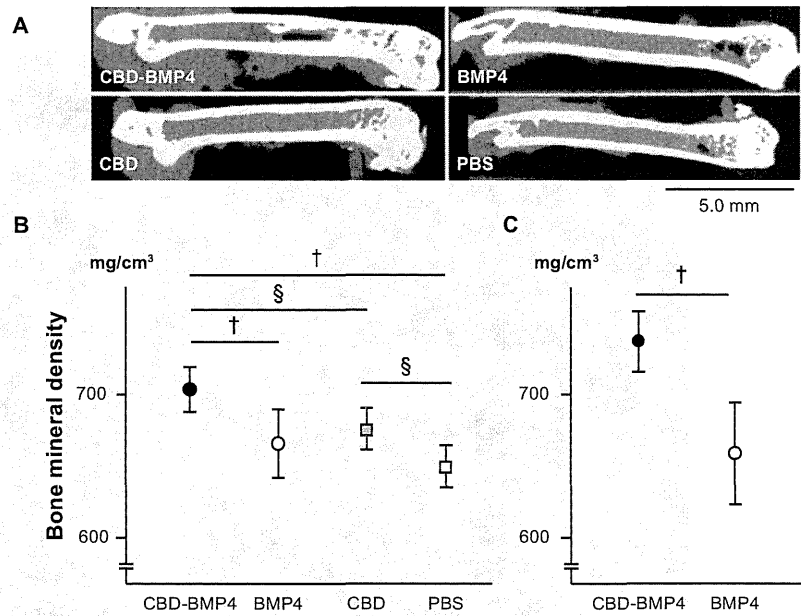 A
CBD-BMP4
BMP4
CBD
PBS
5.0 mm
B
mg/cm³
†
§
†
§
Bone mineral density
700
600
CBD-BMP4 BMP4 CBD PBS
C
mg/cm³
†
700
600
CBD-BMP4 BMP4